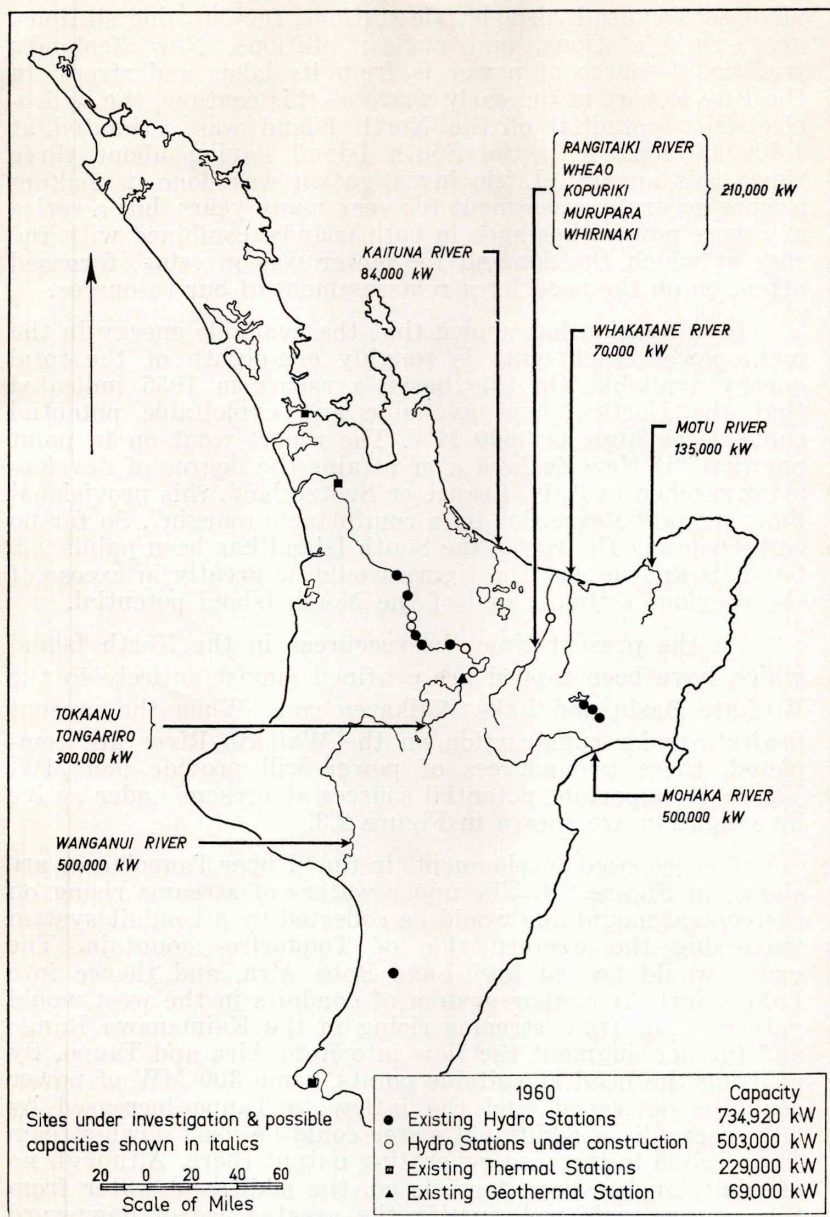 RANGITAIKI RIVER
WHEAO
KOPURIKI
MURUPARA
WHIRINAKI
210,000 kW
KAITUNA RIVER
84,000 kW
WHAKATANE RIVER
70,000 kW
MOTU RIVER
135,000 kW
TOKAANU
TONGARIRO
300,000 kW
MOHAKA RIVER
500,000 kW
WANGANUI RIVER
500,000 kW
Sites under investigation & possible
capacities shown in italics
20 0 20 40 60
Scale of Miles
1960 Capacity
Existing Hydro Stations 734,920 kW
Hydro Stations under construction 503,000 kW
Existing Thermal Stations 229,000 kW
Existing Geothermal Station 69,000 kW